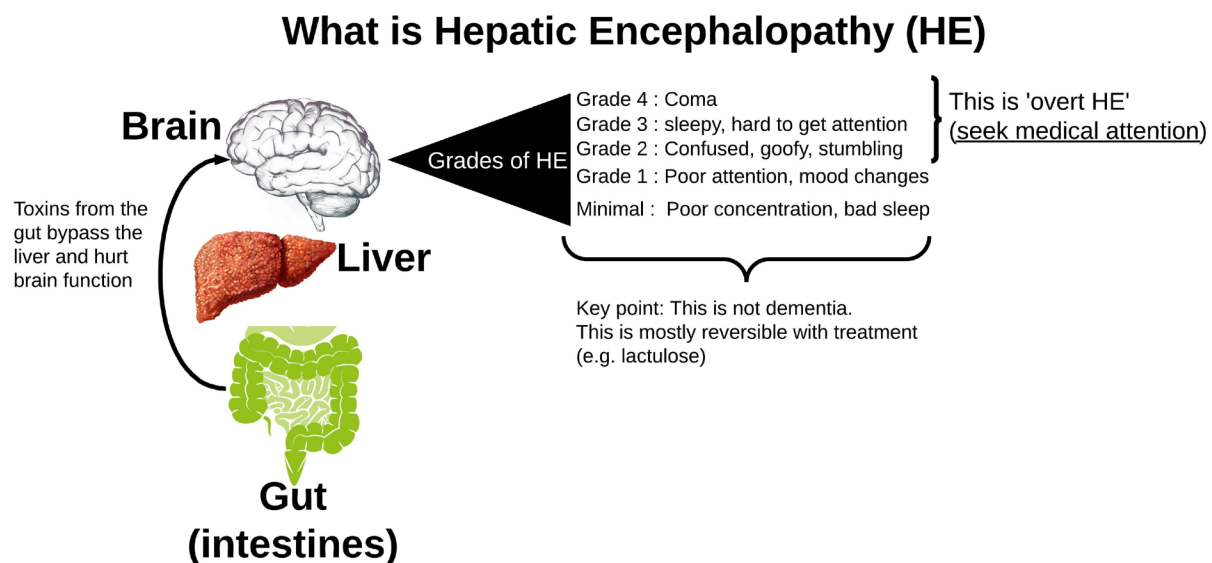 What is Hepatic Encephalopathy (HE)
Brain
Toxins from the
gut bypass the
liver and hurt
brain function
Liver
Gut
(intestines)
Grades of HE
Grade 4 : Coma
Grade 3 : sleepy, hard to get attention
Grade 2 : Confused, goofy, stumbling
Grade 1 : Poor attention, mood changes
Minimal : Poor concentration, bad sleep
This is 'overt HE'
(seek medical attention)
Key point: This is not dementia.
This is mostly reversible with treatment
(e.g. lactulose)